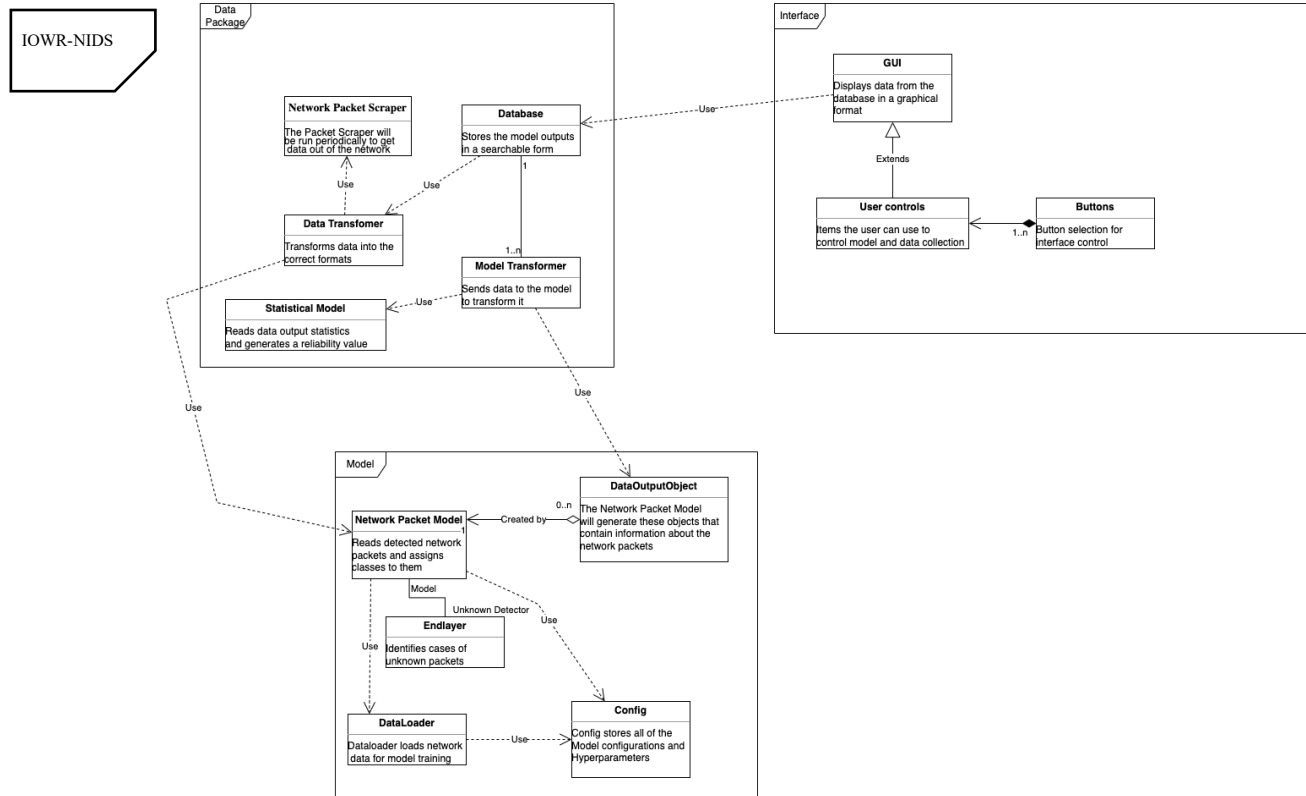 IOWR-NIDS
Data
Package
Network Packet Scraper
The Packet Scraper will
be run periodically to get
data out of the network
Database
Stores the model outputs
in a searchable form
Use
Use
1
1..n
Data Transfomer
Transforms data into the
correct formats
Model Transformer
Sends data to the model
to transform it
Use
Statistical Model
Reads data output statistics
and generates a reliability value
Use
Interface
GUI
Displays data from the
database in a graphical
format
Extends
User controls
Items the user can use to
control model and data collection
1..n
Buttons
Button selection for
interface control
Use
Use
Model
Network Packet Model
1
Reads detected network
packets and assigns
classes to them
Created by
0..n
DataOutputObject
The Network Packet Model
will generate these objects that
contain information about the
network packets
Model
Unknown Detector
Endlayer
Identifies cases of
unknown packets
Use
Use
DataLoader
Dataloader loads network
data for model training
Use
Config
Config stores all of the
Model configurations and
Hyperparameters